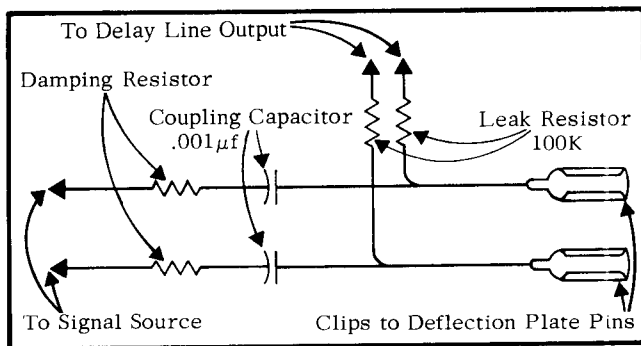 To Delay Line Output
Damping Resistor
Coupling Capacitor
.001μf
Leak Resistor
100K
To Signal Source
Clips to Deflection Plate Pins